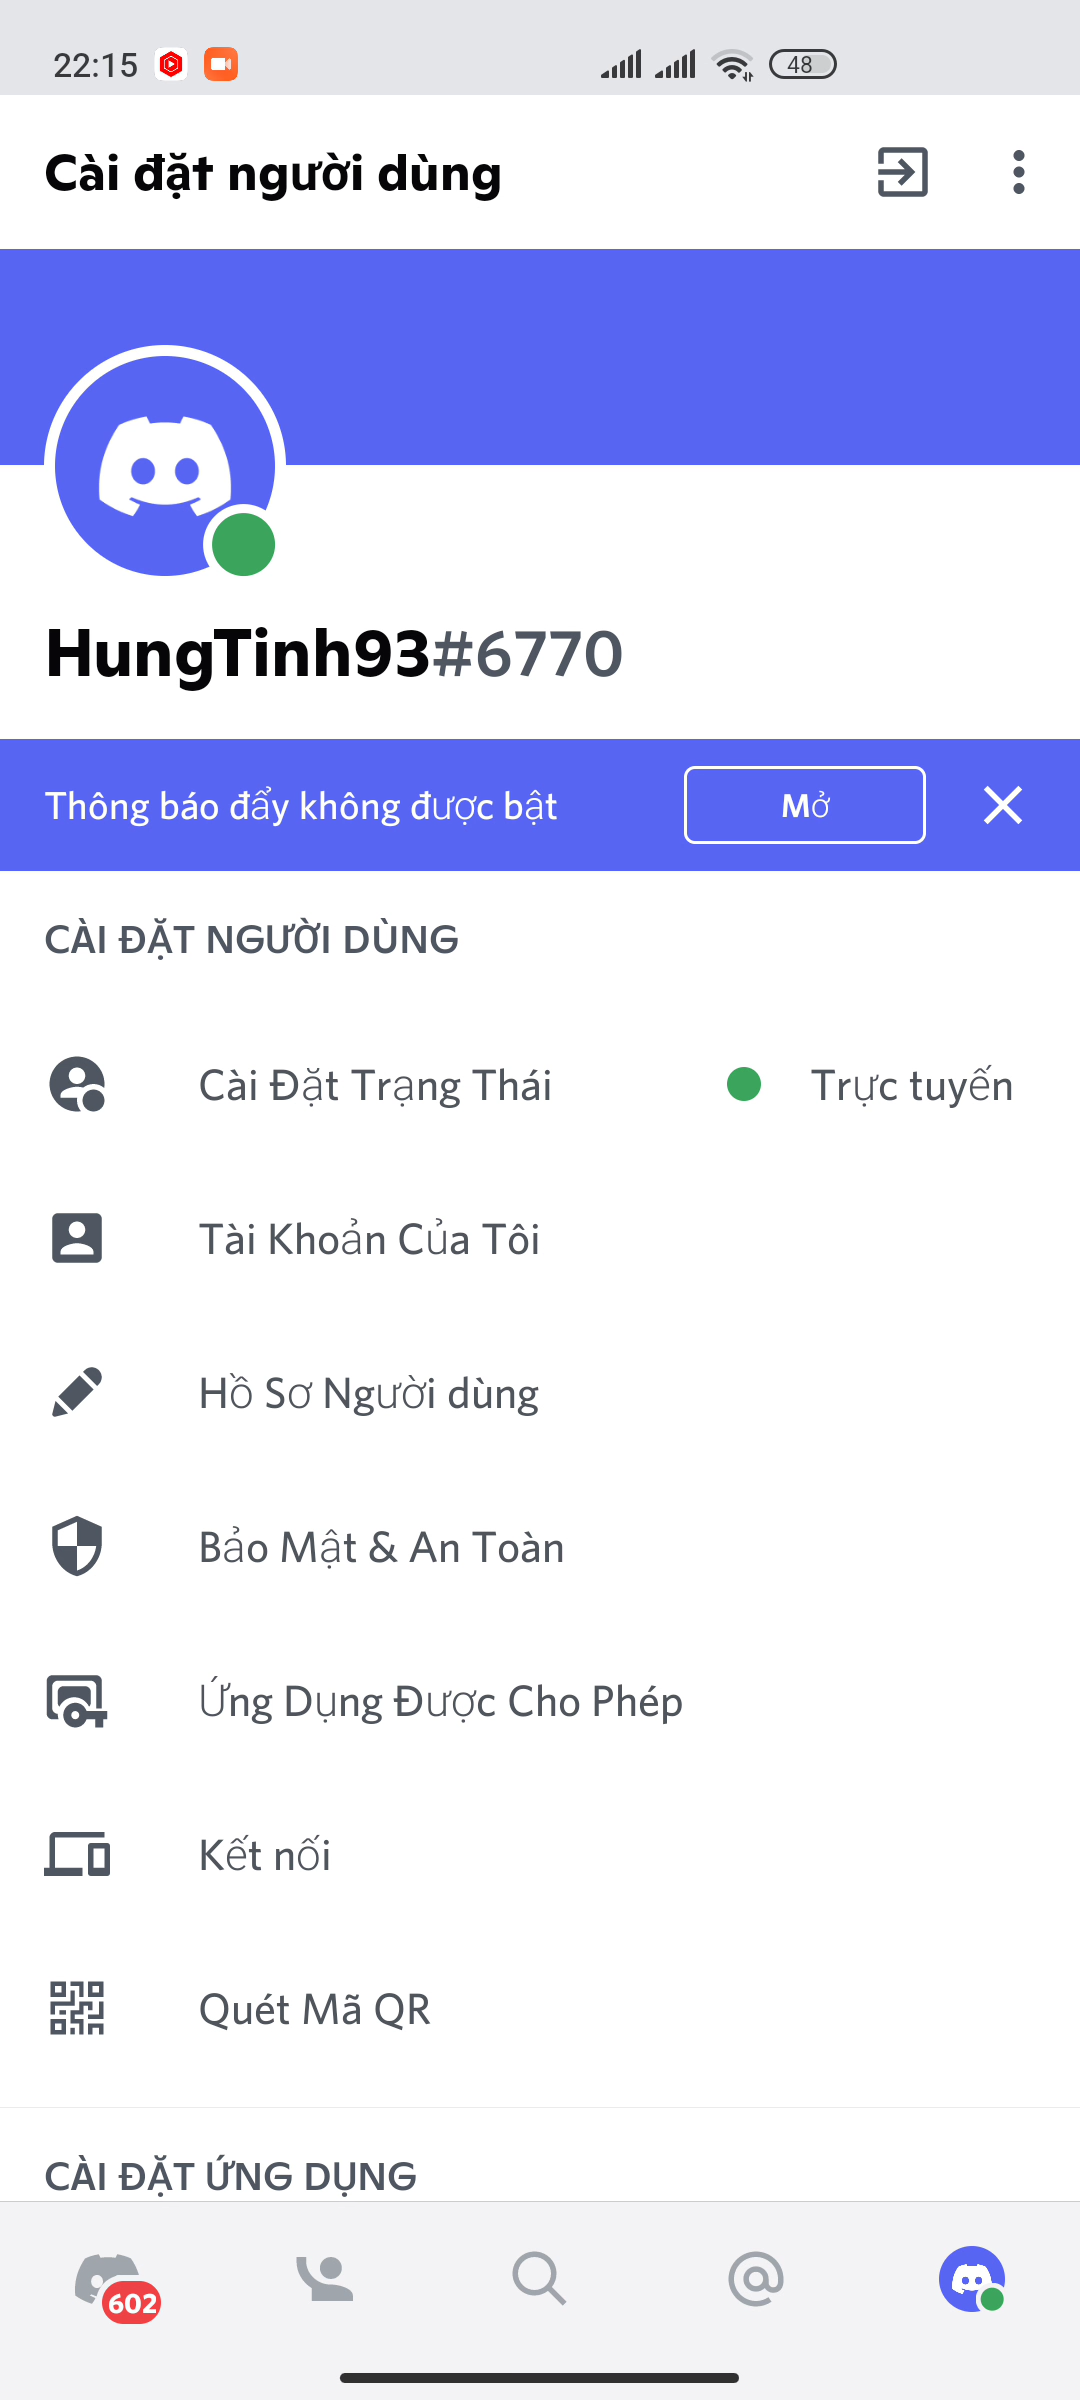 22:15
48
Cài đặt người dùng
HungTinh93#6770
Thông báo đẩy không được bật
Mở
CÀI ĐẶT NGƯỜI DÙNG
Cài Đặt Trạng Thái
Trực tuyến
Tài Khoản Của Tôi
Hồ Sơ Người dùng
Bảo Mật & An Toàn
Ứng Dụng Được Cho Phép
Kết nối
Quét Mã QR
CÀI ĐẶT ỨNG DỤNG
602